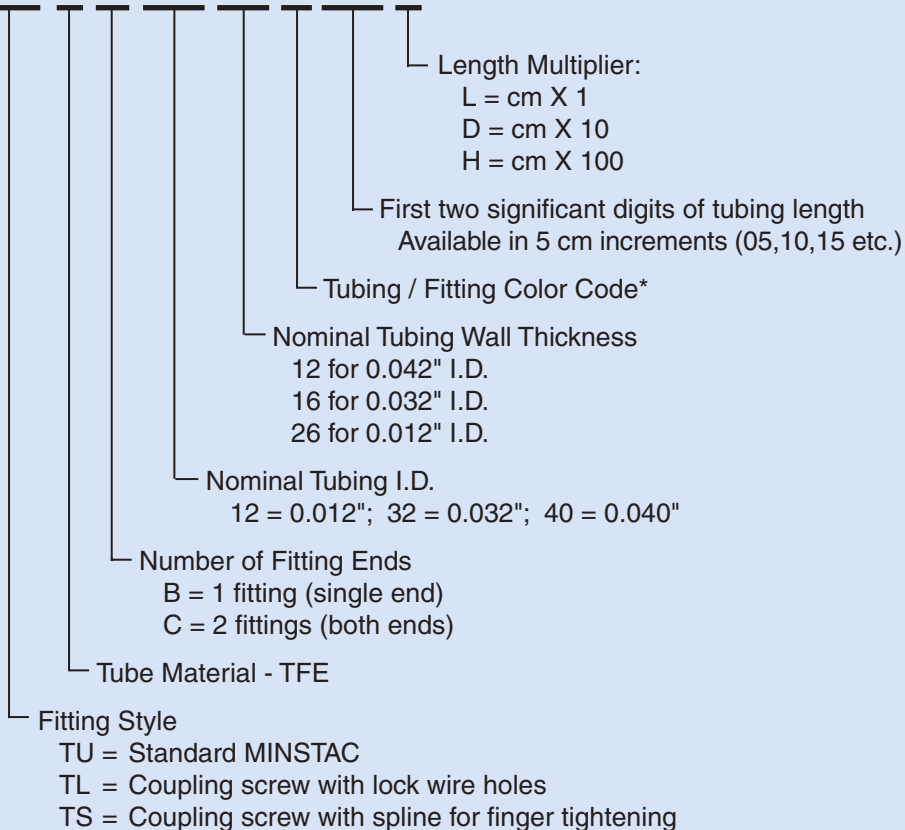 Length Multiplier:
L = cm X 1
D = cm X 10
H = cm X 100
First two significant digits of tubing length
Available in 5 cm increments (05,10,15 etc.)
Tubing / Fitting Color Code*
Nominal Tubing Wall Thickness
12 for 0.042" I.D.
16 for 0.032" I.D.
26 for 0.012" I.D.
Nominal Tubing I.D.
12 = 0.012"; 32 = 0.032"; 40 = 0.040"
Number of Fitting Ends
B = 1 fitting (single end)
C = 2 fittings (both ends)
Tube Material - TFE
Fitting Style
TU = Standard MINSTAC
TL = Coupling screw with lock wire holes
TS = Coupling screw with spline for finger tightening